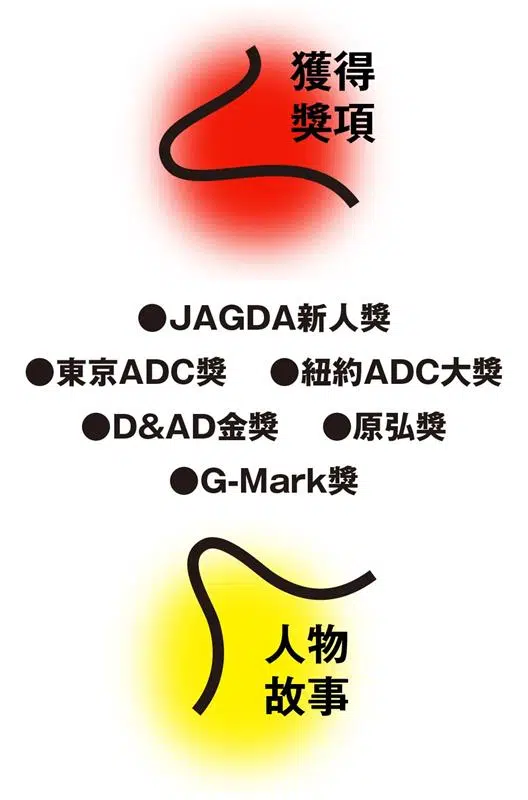 獲得
獎項
●JAGDA新人獎
●東京ADC獎 ●紐約ADC大獎
●D&AD金獎 ●原弘獎
●G-Mark獎
人物
故事